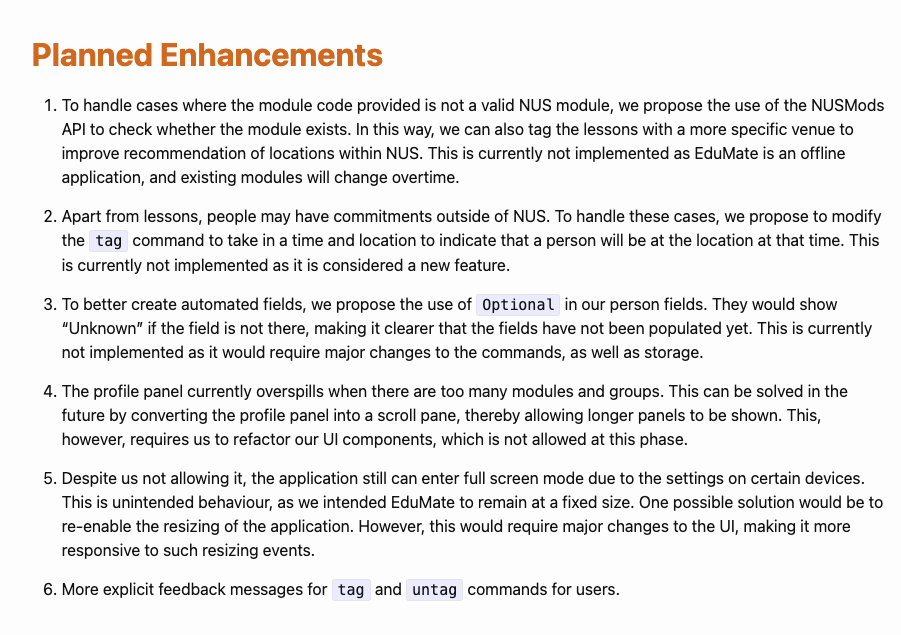 Planned Enhancements
1. To handle cases where the module code provided is not a valid NUS module, we propose the use of the NUSMods
API to check whether the module exists. In this way, we can also tag the lessons with a more specific venue to
improve recommendation of locations within NUS. This is currently not implemented as EduMate is an offline
application, and existing modules will change overtime.
2. Apart from lessons, people may have commitments outside of NUS. To handle these cases, we propose to modify
the tag command to take in a time and location to indicate that a person will be at the location at that time. This
is currently not implemented as it is considered a new feature.
3. To better create automated fields, we propose the use of Optional in our person fields. They would show
“Unknown” if the field is not there, making it clearer that the fields have not been populated yet. This is currently
not implemented as it would require major changes to the commands, as well as storage.
4. The profile panel currently overspills when there are too many modules and groups. This can be solved in the
future by converting the profile panel into a scroll pane, thereby allowing longer panels to be shown. This,
however, requires us to refactor our UI components, which is not allowed at this phase.
5. Despite us not allowing it, the application still can enter full screen mode due to the settings on certain devices.
This is unintended behaviour, as we intended EduMate to remain at a fixed size. One possible solution would be to
re-enable the resizing of the application. However, this would require major changes to the UI, making it more
responsive to such resizing events.
6. More explicit feedback messages for tag and untag commands for users.